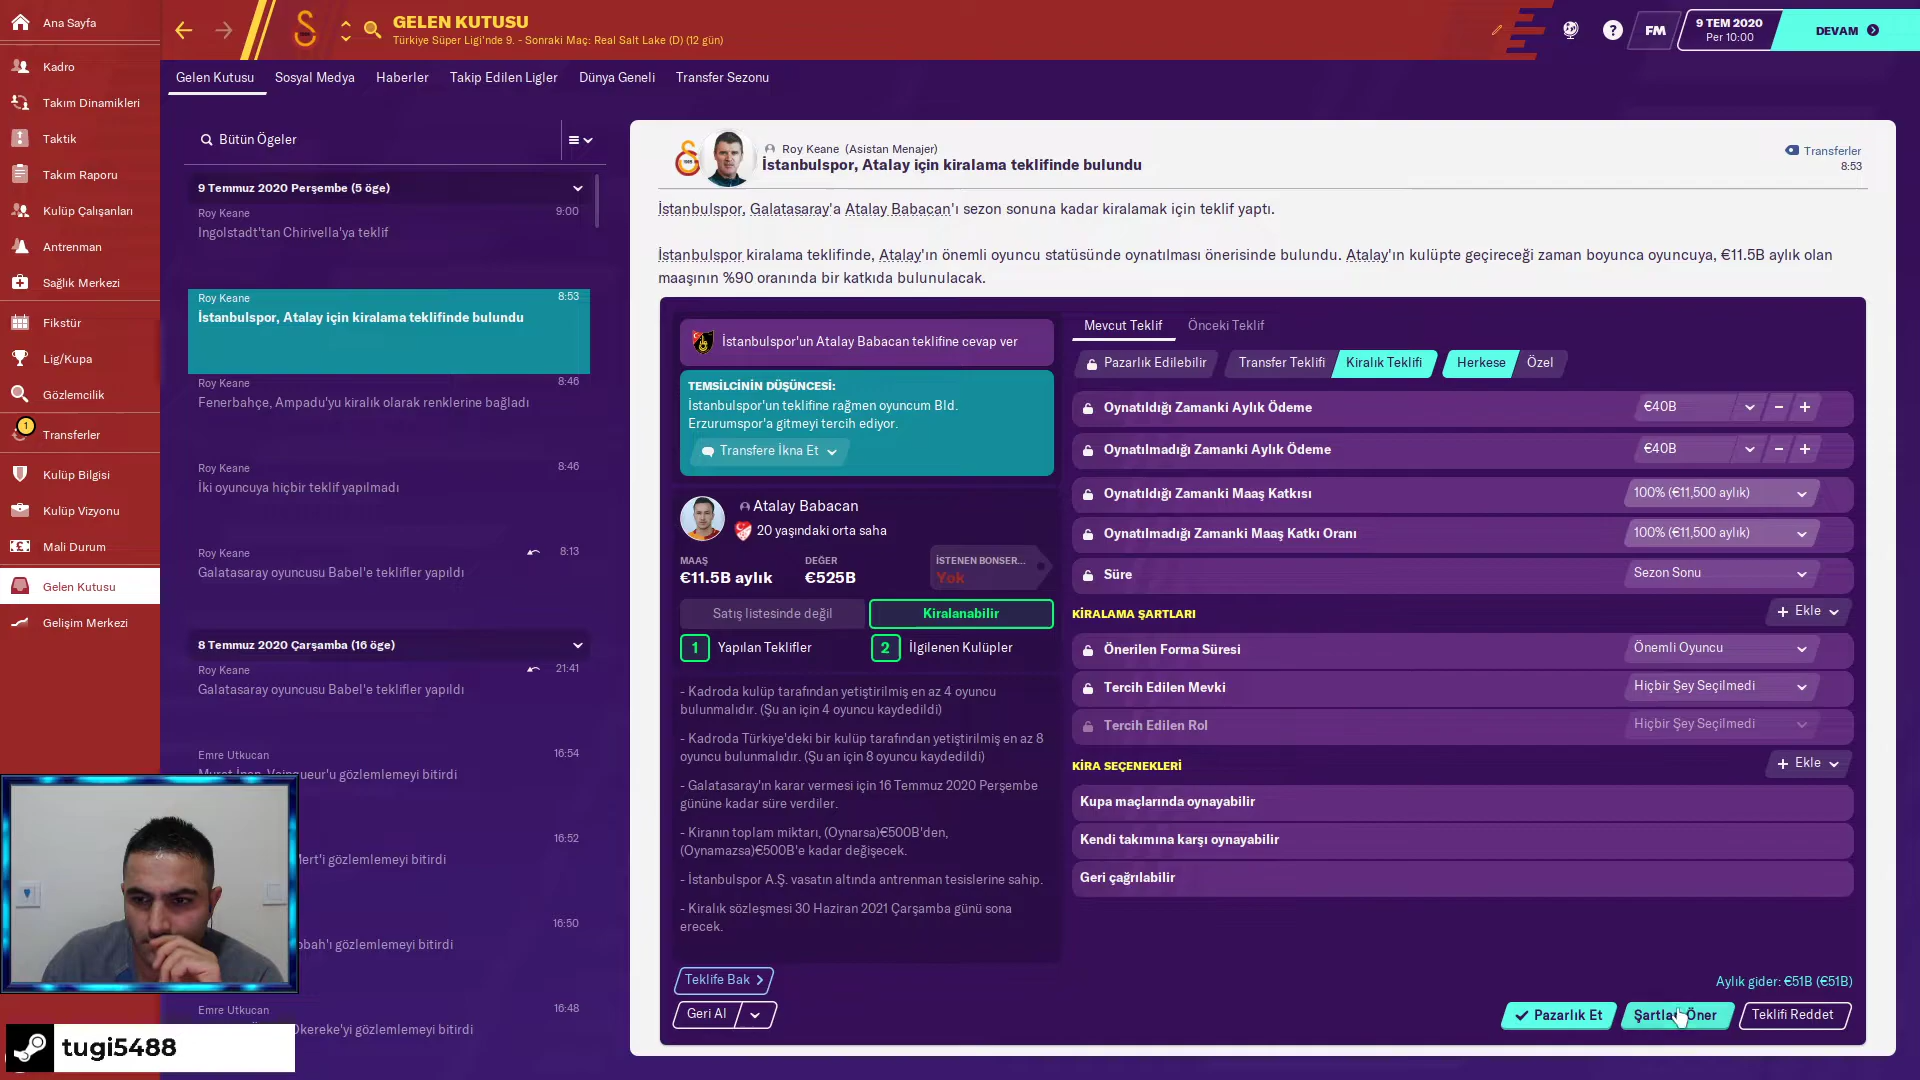 Ana Sayfa
Kadro
Takım Dinamikleri
Taktik
Takım Raporu
Kulüp Çalışanları
Antrenman
Sağlık Merkezi
Fikstür
Lig/Kupa
Gözlemcilik
1
Transferler
Kulüp Bilgisi
Kulüp Vizyonu
Mali Durum
Gelen Kutusu
Gelişim Merkezi
GELEN KUTUSU
Türkiye Süper Ligi'nde 9. - Sonraki Maç: Real Salt Lake (D) (12 gün)
?
FM
9 TEM 2020
Per 10:00
DEVAM
Gelen Kutusu Sosyal Medya Haberler Takip Edilen Ligler Dünya Geneli Transfer Sezonu
Bütün Ögeler
9 Temmuz 2020 Perşembe (5 öge)
Roy Keane 9:00
Ingolstadt'tan Chirivella'ya teklif
Roy Keane 8:53
İstanbulspor, Atalay için kiralama teklifinde bulundu
Roy Keane 8:46
Fenerbahçe, Ampadu'yu kiralık olarak renklerine bağladı
Roy Keane 8:46
İki oyuncuya hiçbir teklif yapılmadı
Roy Keane 8:13
Galatasaray oyuncusu Babel'e teklifler yapıldı
8 Temmuz 2020 Çarşamba (16 öge)
Roy Keane 21:41
Galatasaray oyuncusu Babel'e teklifler yapıldı
Emre Utkucan 16:54
gözlemlemeyi bitirdi
16:52
gözlemlemeyi bitirdi
16:50
gözlemlemeyi bitirdi
Emre Utkucan 16:48
gözlemlemeyi bitirdi
tugi5488
Roy Keane (Asistan Menajer)
İstanbulspor, Atalay için kiralama teklifinde bulundu
Transferler
8:53
İstanbulspor, Galatasaray'a Atalay Babacan'ı sezon sonuna kadar kiralamak için teklif yaptı.
İstanbulspor kiralama teklifinde, Atalay'ın önemli oyuncu statüsünde oynatılması önerisinde bulundu. Atalay'ın kulüpte geçireceği zaman boyunca oyuncuya, €11.5B aylık olan
maaşının %90 oranında bir katkıda bulunulacak.
İstanbulspor'un Atalay Babacan teklifine cevap ver
TEMSİLCİNİN DÜŞÜNCESİ:
İstanbulspor'un teklifine rağmen oyuncum Bld.
Erzurumspor'a gitmeyi tercih ediyor.
Transfere İkna Et
Atalay Babacan
20 yaşındaki orta saha
MAAŞ DEĞER İSTENEN BONSER...
€11.5B aylık €525B Yok
Satış listesinde değil Kiralanabilir
1 Yapılan Teklifler 2 İlgilenen Kulüpler
- Kadroda kulüp tarafından yetiştirilmiş en az 4 oyuncu
bulunmalıdır. (Şu an için 4 oyuncu kaydedildi)
- Kadroda Türkiye'deki bir kulüp tarafından yetiştirilmiş en az 8
oyuncu bulunmalıdır. (Şu an için 8 oyuncu kaydedildi)
- Galatasaray'ın karar vermesi için 16 Temmuz 2020 Perşembe
gününe kadar süre verdiler.
- Kiranın toplam miktarı, (Oynarsa)€500B'den,
(Oynamazsa)€500B'e kadar değişecek.
- İstanbulspor A.Ş. vasatın altında antrenman tesislerine sahip.
- Kiralık sözleşmesi 30 Haziran 2021 Çarşamba günü sona
erecek.
Teklife Bak
Geri Al
Mevcut Teklif Önceki Teklif
Pazarlık Edilebilir Transfer Teklifi Kiralık Teklifi Herkese Özel
Oynatıldığı Zamanki Aylık Ödeme €40B
Oynatılmadığı Zamanki Aylık Ödeme €40B
Oynatıldığı Zamanki Maaş Katkısı 100% (€11,500 aylık)
Oynatılmadığı Zamanki Maaş Katkı Oranı 100% (€11,500 aylık)
Süre Sezon Sonu
KİRALAMA ŞARTLARI + Ekle
Önerilen Forma Süresi Önemli Oyuncu
Tercih Edilen Mevki Hiçbir Şey Seçilmedi
Tercih Edilen Rol Hiçbir Şey Seçilmedi
KİRA SEÇENEKLERİ + Ekle
Kupa maçlarında oynayabilir
Kendi takımına karşı oynayabilir
Geri çağrılabilir
Aylık gider: €51B (€51B)
Pazarlık Et Öner Teklifi Reddet